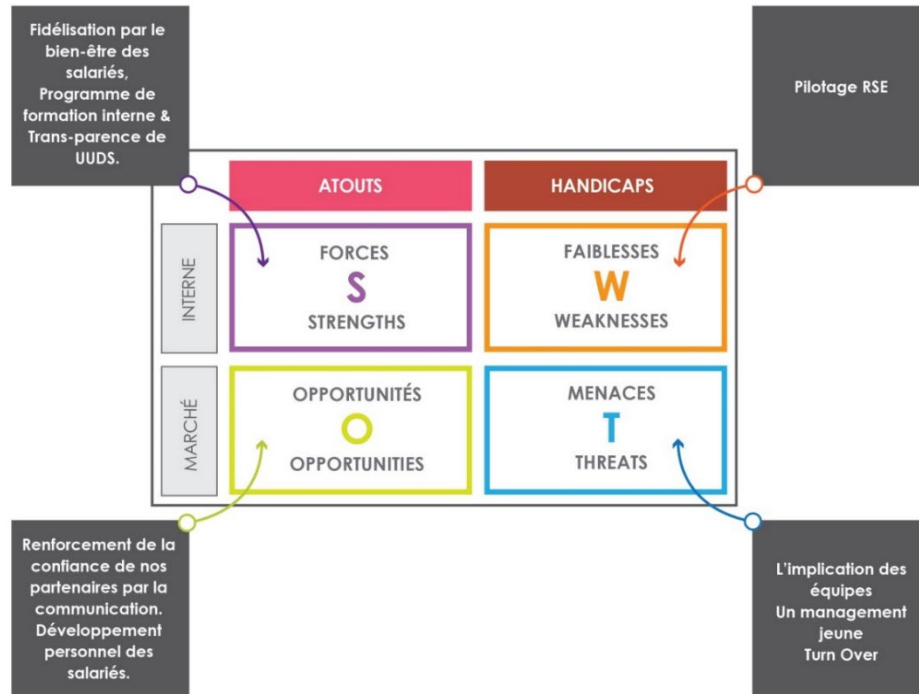 Fidélisation par le
bien-être des
salariés,
Programme de
formation interne &
Trans-parence de
UUDS.
Pilotage RSE
ATOUTS
HANDICAPS
INTERNE
FORCES
S
STRENGTHS
FAIBLESSES
W
WEAKNESSES
MARCHÉ
OPPORTUNITÉS
O
OPPORTUNITIES
MENACES
T
THREATS
Renforcement de la
confiance de nos
partenaires par la
communication.
Développement
personnel des
salariés.
L'implication des
équipes
Un management
jeune
Turn Over